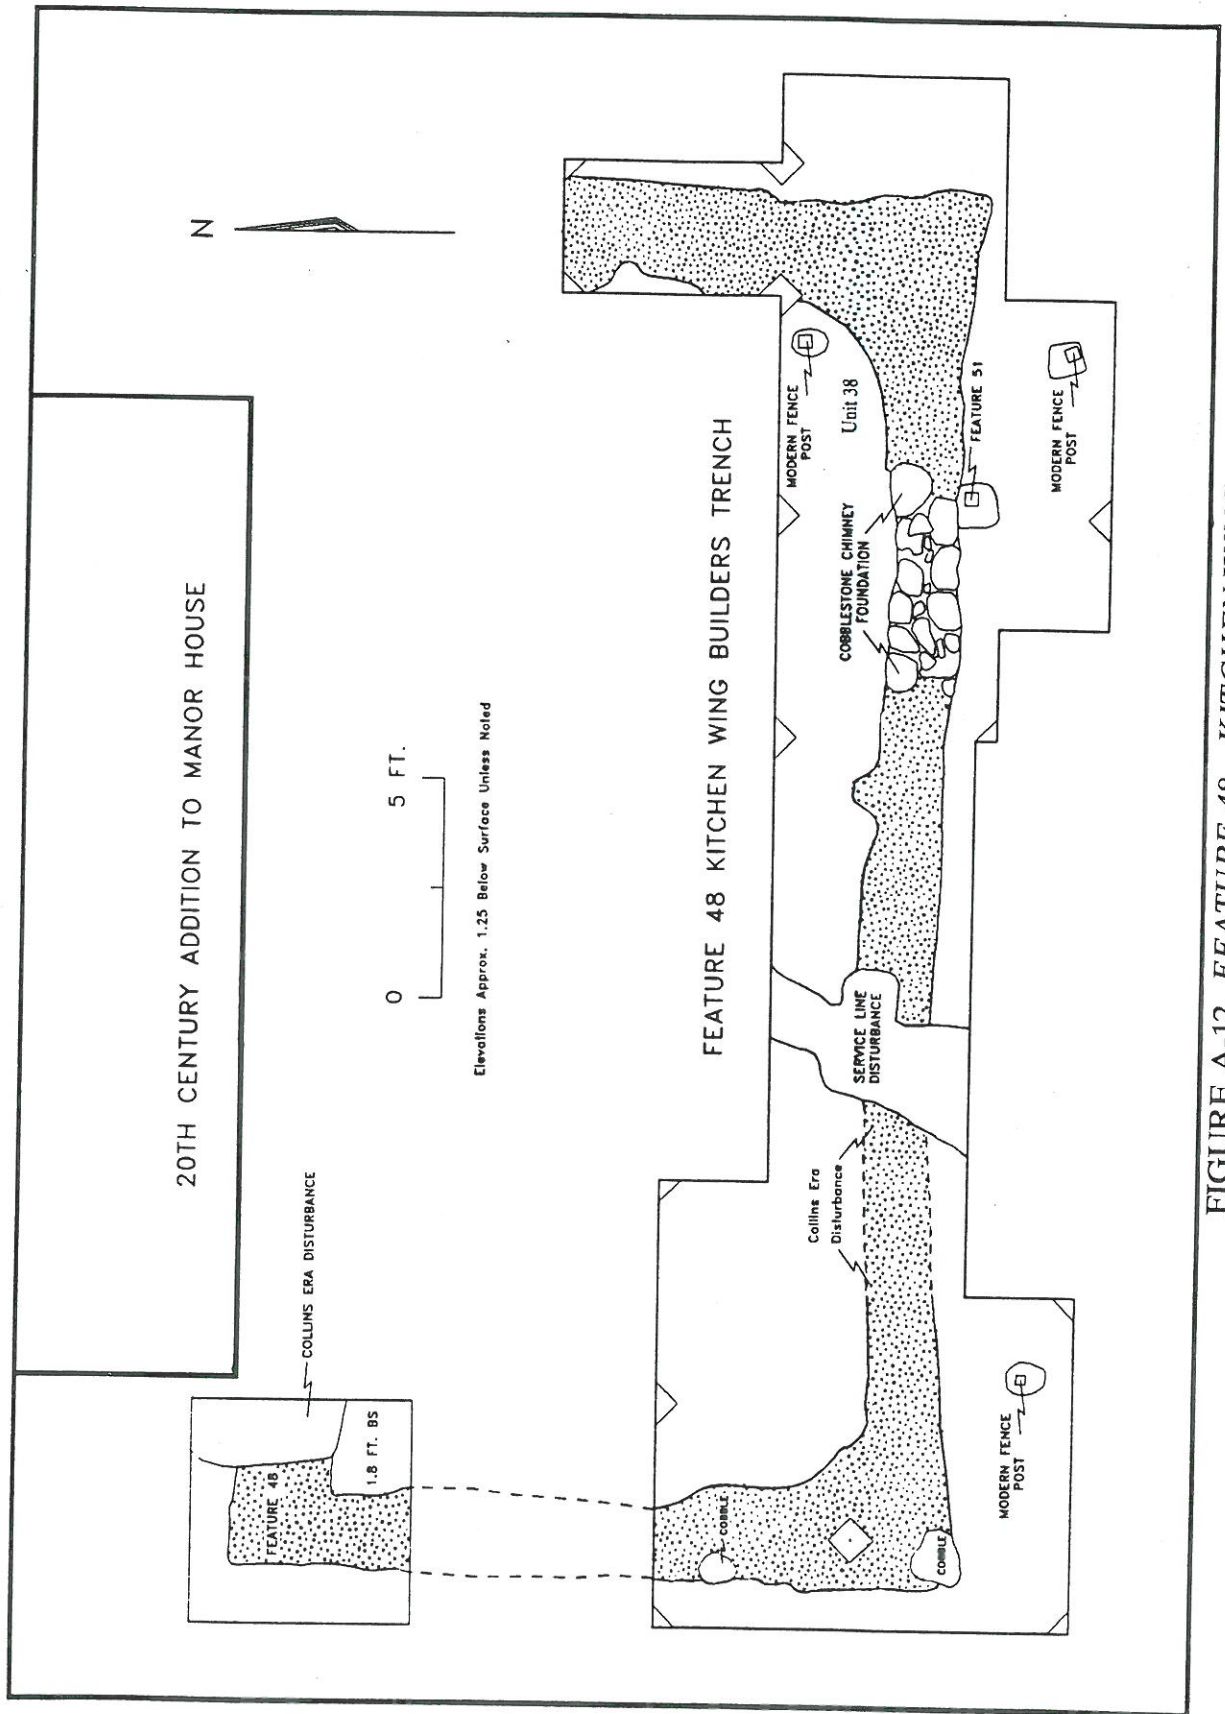 20TH CENTURY ADDITION TO MANOR HOUSE
N
COLLINS ERA DISTURBANCE
FEATURE 48
1.8 FT. BS
0 5 FT.
Elevations Approx. 1.25 Below Surface Unless Noted
FEATURE 48 KITCHEN WING BUILDERS TRENCH
COBBLE
COBBLE
Collins Era
Disturbance
SERVICE LINE
DISTURBANCE
COBBLESTONE CHIMNEY
FOUNDATION
MODERN FENCE
POST
Unit 38
FEATURE 51
MODERN FENCE
POST
MODERN FENCE
POST
FIGURE A-12 FEATURE 48